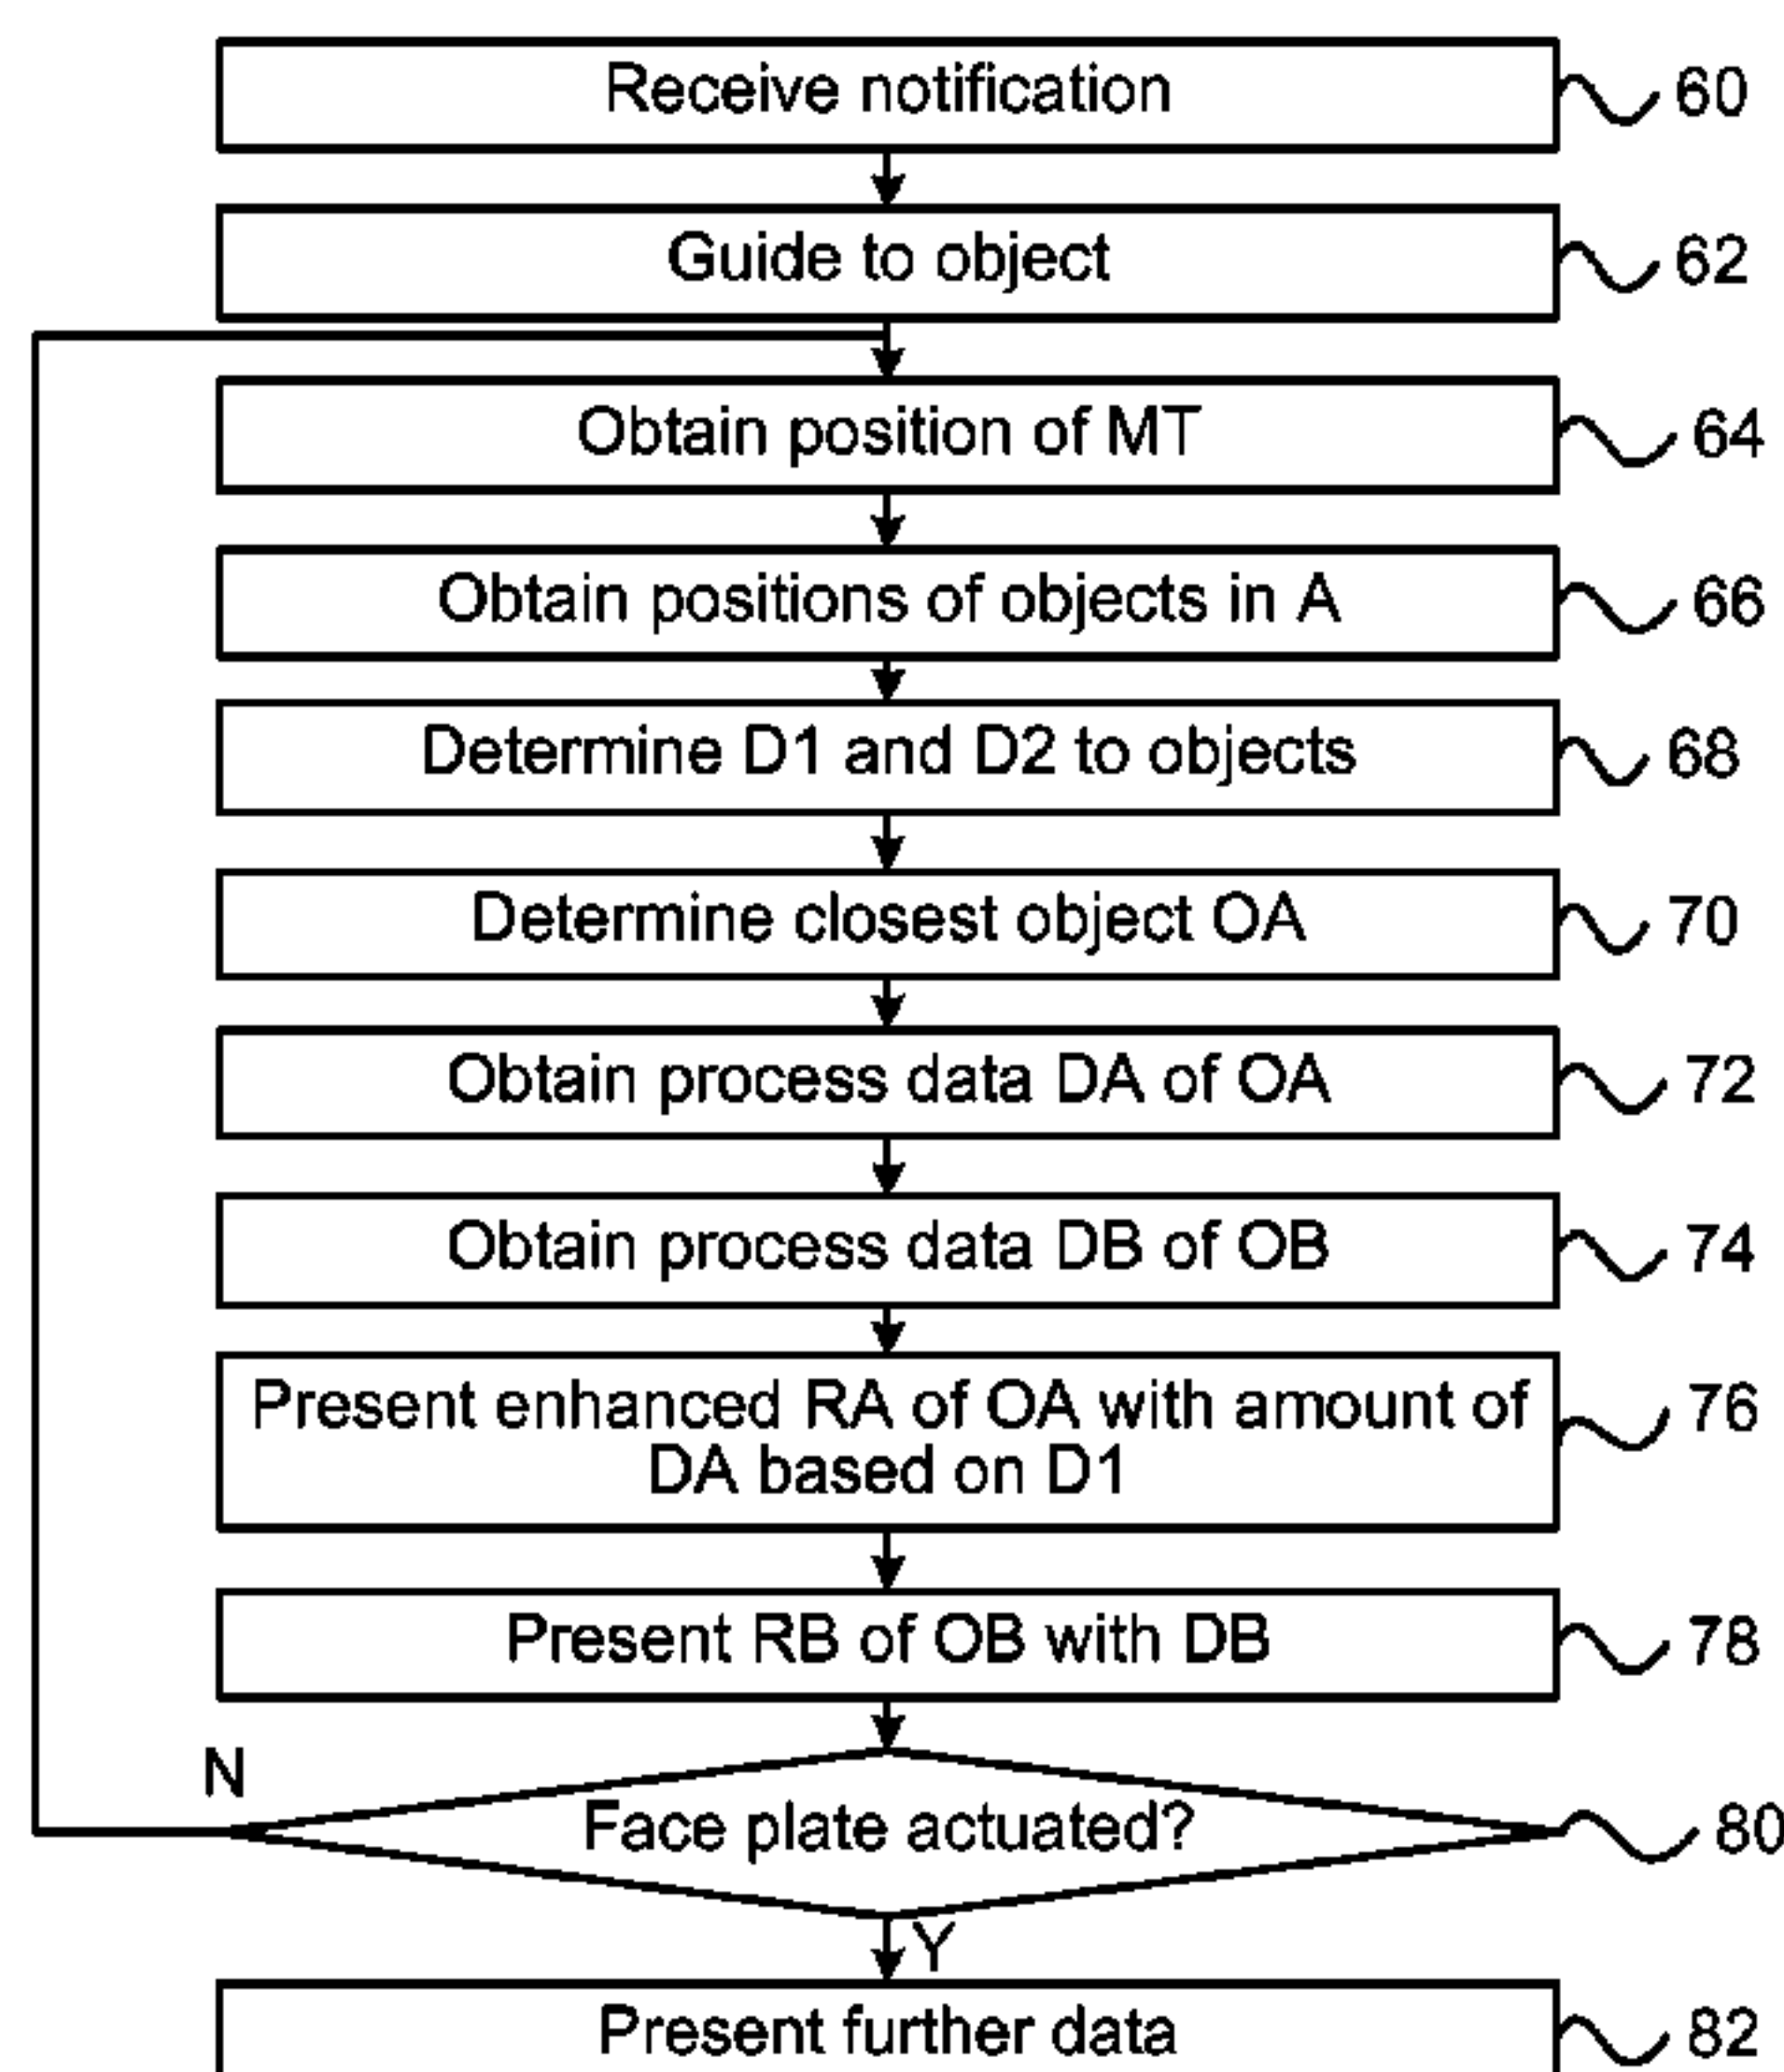 Receive notification 60
Guide to object 62
Obtain position of MT 64
Obtain positions of objects in A 66
Determine D1 and D2 to objects 68
Determine closest object OA 70
Obtain process data DA of OA 72
Obtain process data DB of OB 74
Present enhanced RA of OA with amount of 76
DA based on D1
Present RB of OB with DB 78
N
Face plate actuated? 80
Y
Present further data 82